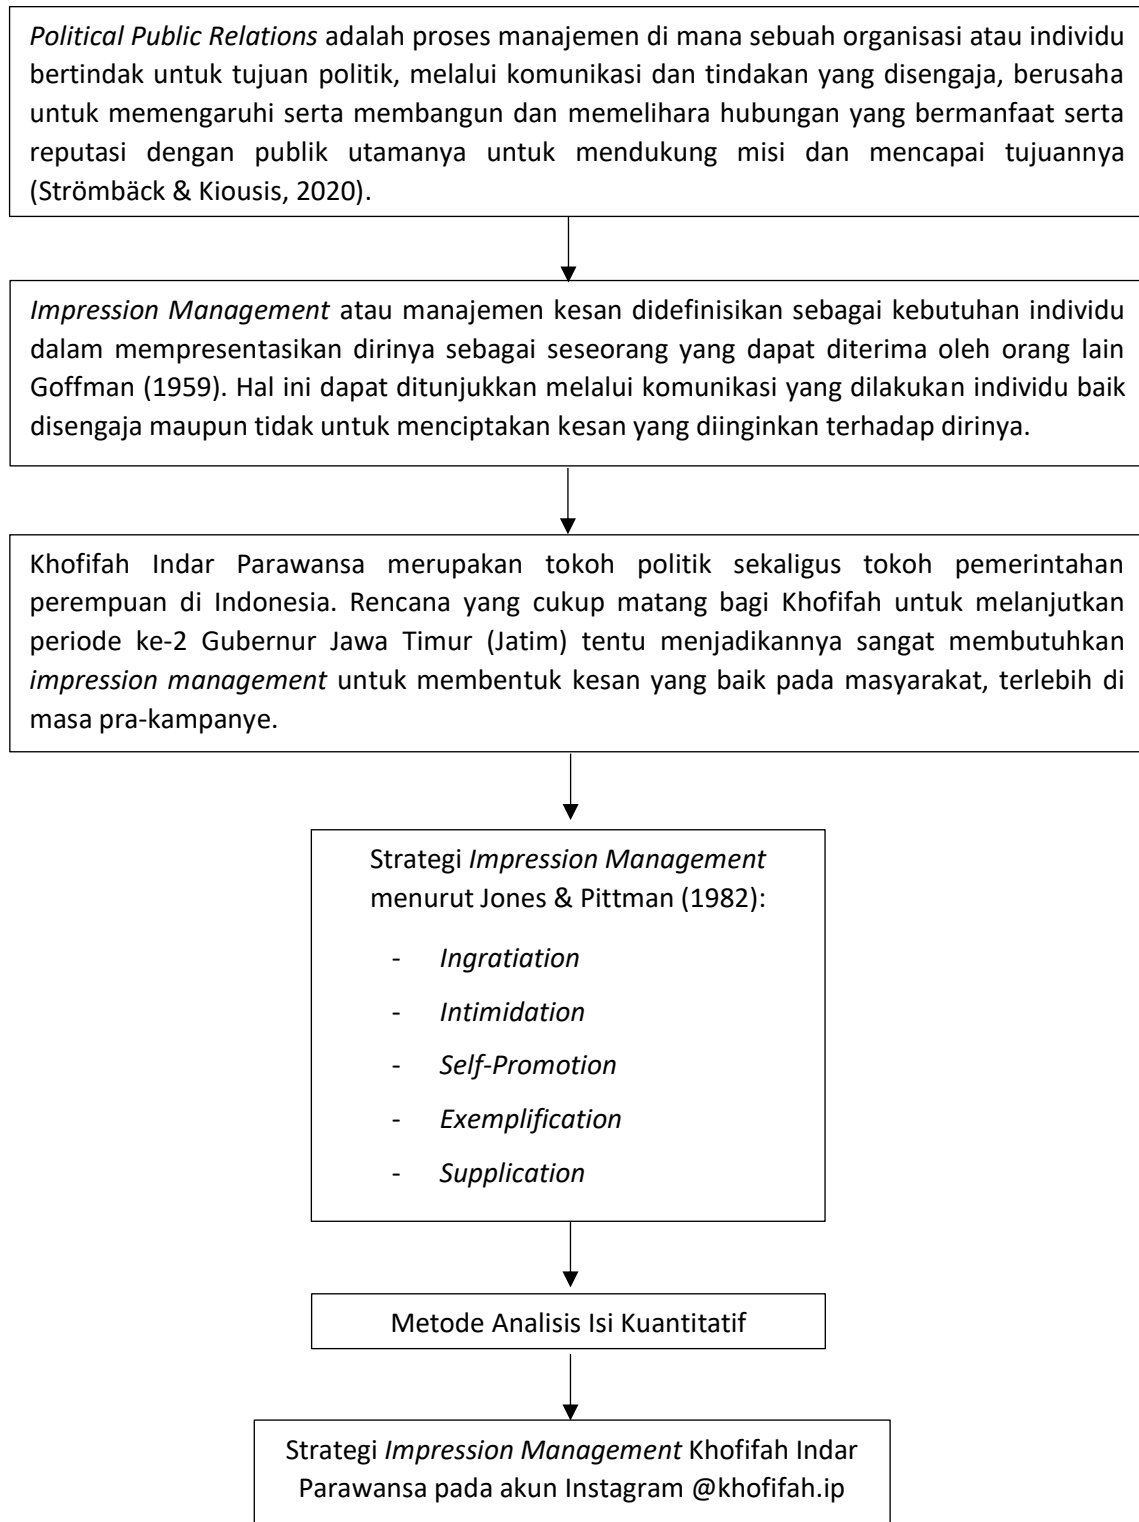 Political Public Relations adalah proses manajemen di mana sebuah organisasi atau individu
bertindak untuk tujuan politik, melalui komunikasi dan tindakan yang disengaja, berusaha
untuk memengaruhi serta membangun dan memelihara hubungan yang bermanfaat serta
reputasi dengan publik utamanya untuk mendukung misi dan mencapai tujuannya
(Strömbäck & Kiousis, 2020).
Impression Management atau manajemen kesan didefinisikan sebagai kebutuhan individu
dalam mempresentasikan dirinya sebagai seseorang yang dapat diterima oleh orang lain
Goffman (1959). Hal ini dapat ditunjukkan melalui komunikasi yang dilakukan individu baik
disengaja maupun tidak untuk menciptakan kesan yang diinginkan terhadap dirinya.
Khofifah Indar Parawansa merupakan tokoh politik sekaligus tokoh pemerintahan
perempuan di Indonesia. Rencana yang cukup matang bagi Khofifah untuk melanjutkan
periode ke-2 Gubernur Jawa Timur (Jatim) tentu menjadikannya sangat membutuhkan
impression management untuk membentuk kesan yang baik pada masyarakat, terlebih di
masa pra-kampanye.
Strategi Impression Management
menurut Jones & Pittman (1982):
- Ingratiation
- Intimidation
- Self-Promotion
- Exemplification
- Supplication
Metode Analisis Isi Kuantitatif
Strategi Impression Management Khofifah Indar
Parawansa pada akun Instagram @khofifah.ip